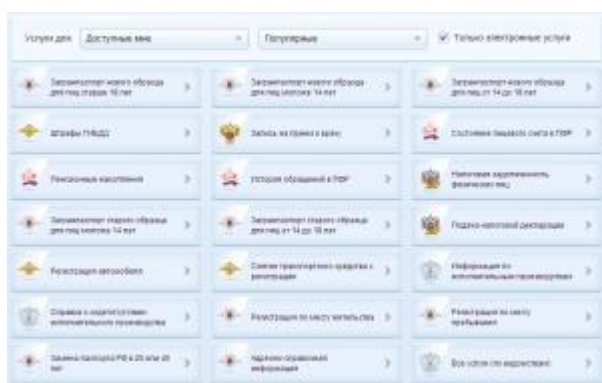 Услуги для Доступные мне Популярные Только электронные услуги
Загранпаспорт нового образца
для лиц старше 18 лет
Загранпаспорт нового образца
для лиц моложе 14 лет
Загранпаспорт нового образца
для лиц от 14 до 18 лет
Штрафы ГИБДД
Запись на прием к врачу
Состояние лицевого счета в ПФР
Пенсионные накопления
История обращений в ПФР
Налоговая задолженность
физических лиц
Загранпаспорт старого образца
для лиц моложе 14 лет
Загранпаспорт старого образца
для лиц от 14 до 18 лет
Подача налоговой декларации
Регистрация автомобиля
Снятие транспортного средства с
регистрации
Информация по
исполнительным производствам
Справка о
исполнительного производства
Регистрация по месту жительства
Регистрация по месту
пребывания
Замена паспорта РФ в 20 или 45
лет
Адресно-справочная
информация
Все услуги (по ведомствам)